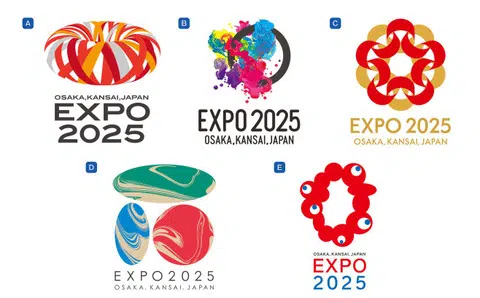 A
OSAKA,KANSAI,JAPAN
EXPO
2025
B
EXPO 2025
OSAKA,KANSAI,JAPAN
C
EXPO 2025
OSAKA, KANSAI, JAPAN
D
EXPO2025
OSAKA, KANSAI, JAPAN
E
OSAKA, KANSAI, JAPAN
EXPO
2025